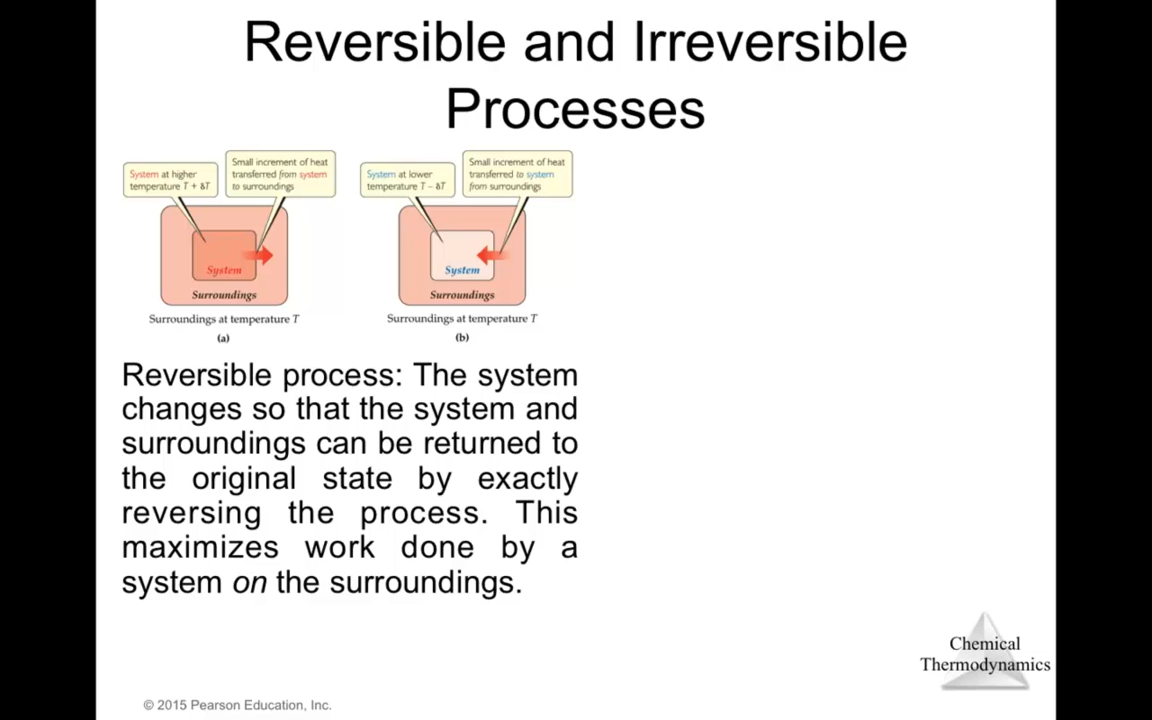 Reversible and Irreversible
Processes
System at higher
temperature T + δT
Small increment of heat
transferred from system
to surroundings
System
Surroundings
Surroundings at temperature T
(a)
System at lower
temperature T − δT
Small increment of heat
transferred to system
from surroundings
System
Surroundings
Surroundings at temperature T
(b)
Reversible process: The system
changes so that the system and
surroundings can be returned to
the original state by exactly
reversing the process. This
maximizes work done by a
system on the surroundings.
Chemical
Thermodynamics
© 2015 Pearson Education, Inc.